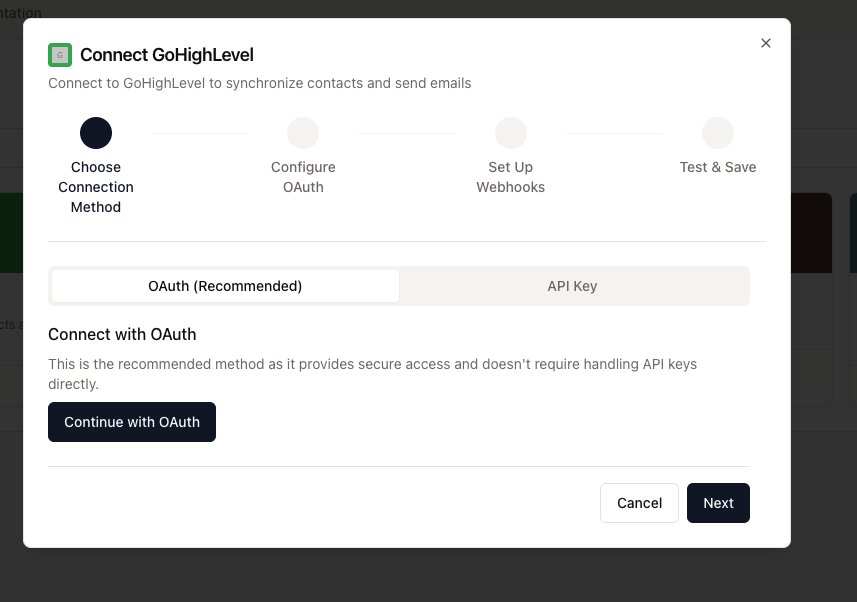 ntation
G
Connect GoHighLevel
Connect to GoHighLevel to synchronize contacts and send emails
Choose
Connection
Method
Configure
OAuth
Set Up
Webhooks
Test & Save
OAuth (Recommended)
API Key
cts a
Connect with OAuth
This is the recommended method as it provides secure access and doesn't require handling API keys
directly.
Continue with OAuth
Cancel
Next